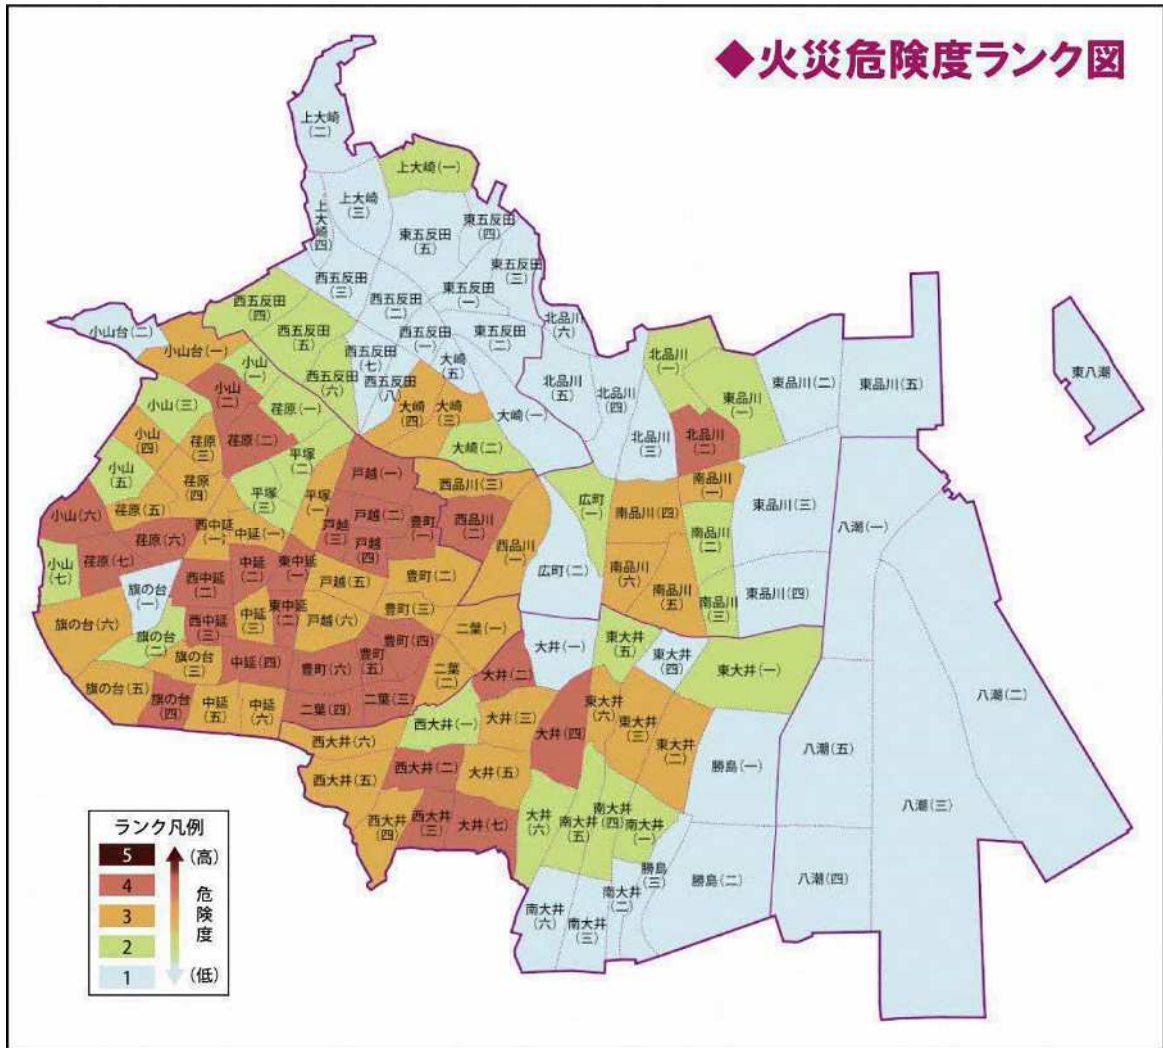 ◆火災危険度ランク図
上大崎
(二)
上大崎(一)
上大崎
(三)
上大崎
(四)
東五反田
(四)
東五反田
(五)
東五反田
(三)
東五反田
(一)
東五反田
(二)
西五反田
(三)
西五反田
(二)
西五反田
(一)
西五反田
(四)
西五反田
(五)
西五反田
(六)
西五反田
(七)
西五反田
(八)
大崎
(五)
大崎
(四)
大崎
(三)
大崎(一)
大崎(二)
北品川
(六)
北品川
(五)
北品川
(四)
北品川
(三)
北品川
(一)
北品川
(二)
東品川
(一)
東品川(二)
東品川(五)
東品川(三)
東品川(四)
東八潮
小山台(二)
小山台(一)
小山
(一)
小山
(二)
小山(三)
小山
(四)
小山
(五)
小山(六)
小山
(七)
荏原(一)
荏原(二)
荏原
(三)
荏原
(四)
荏原(五)
荏原(六)
荏原(七)
平塚
(二)
平塚
(三)
平塚
(一)
戸越(一)
戸越(二)
戸越
(三)
戸越
(四)
戸越(五)
戸越(六)
豊町
(一)
豊町(二)
豊町(三)
豊町(四)
豊町
(五)
豊町(六)
西品川(三)
西品川
(二)
西品川
(一)
広町
(一)
広町(二)
南品川
(一)
南品川(四)
南品川
(二)
南品川
(六)
南品川
(五)
南品川
(三)
西中延
(一)
中延(一)
西中延
(二)
中延
(二)
東中延
(一)
西中延
(三)
中延
(三)
東中延
(二)
中延(四)
中延
(五)
中延
(六)
旗の台
(一)
旗の台(六)
旗の台
(二)
旗の台
(三)
旗の台(五)
旗の台
(四)
二葉(一)
二葉
(二)
二葉(三)
二葉(四)
大井(一)
大井(二)
大井(三)
大井(四)
大井(五)
大井
(六)
大井(七)
西大井(一)
西大井(六)
西大井(五)
西大井(二)
西大井
(四)
西大井
(三)
東大井
(五)
東大井
(四)
東大井(一)
東大井
(六)
東大井
(三)
東大井
(二)
南大井
(四)
南大井
(五)
南大井
(一)
南大井
(二)
南大井
(六)
南大井
(三)
勝島(一)
勝島
(三)
勝島(二)
八潮(一)
八潮(二)
八潮(五)
八潮(三)
八潮(四)
ランク凡例
5
4
3
2
1
(高)
危険度
(低)